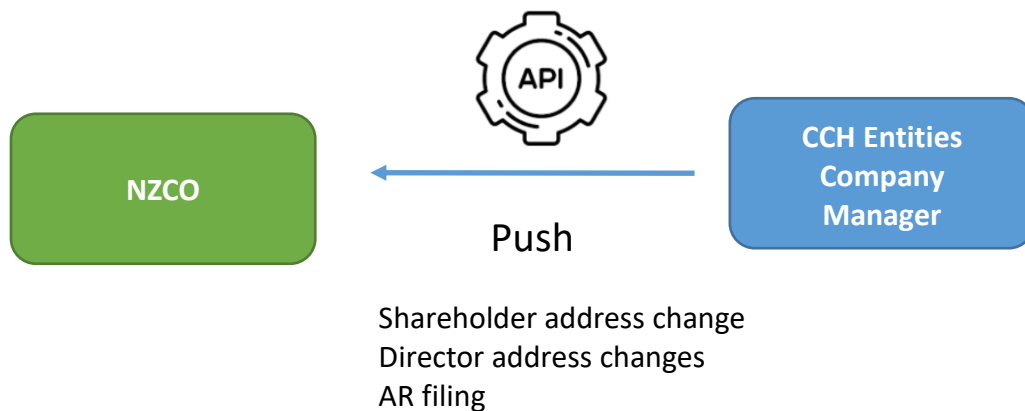 API
NZCO
CCH Entities
Company
Manager
Push
Shareholder address change
Director address changes
AR filing